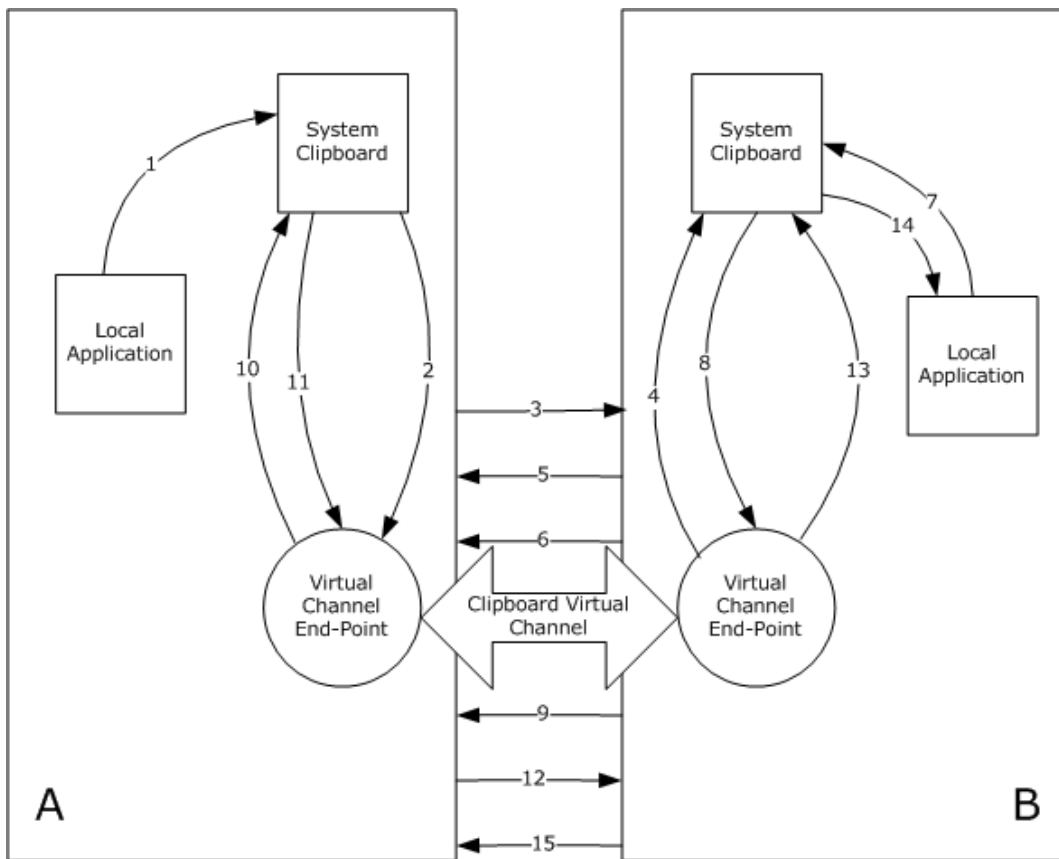 System
Clipboard
System
Clipboard
1
7
14
Local
Application
Local
Application
10
11
2
4
8
13
3
5
6
Virtual
Channel
End-Point
Clipboard Virtual
Channel
Virtual
Channel
End-Point
9
12
15
A
B